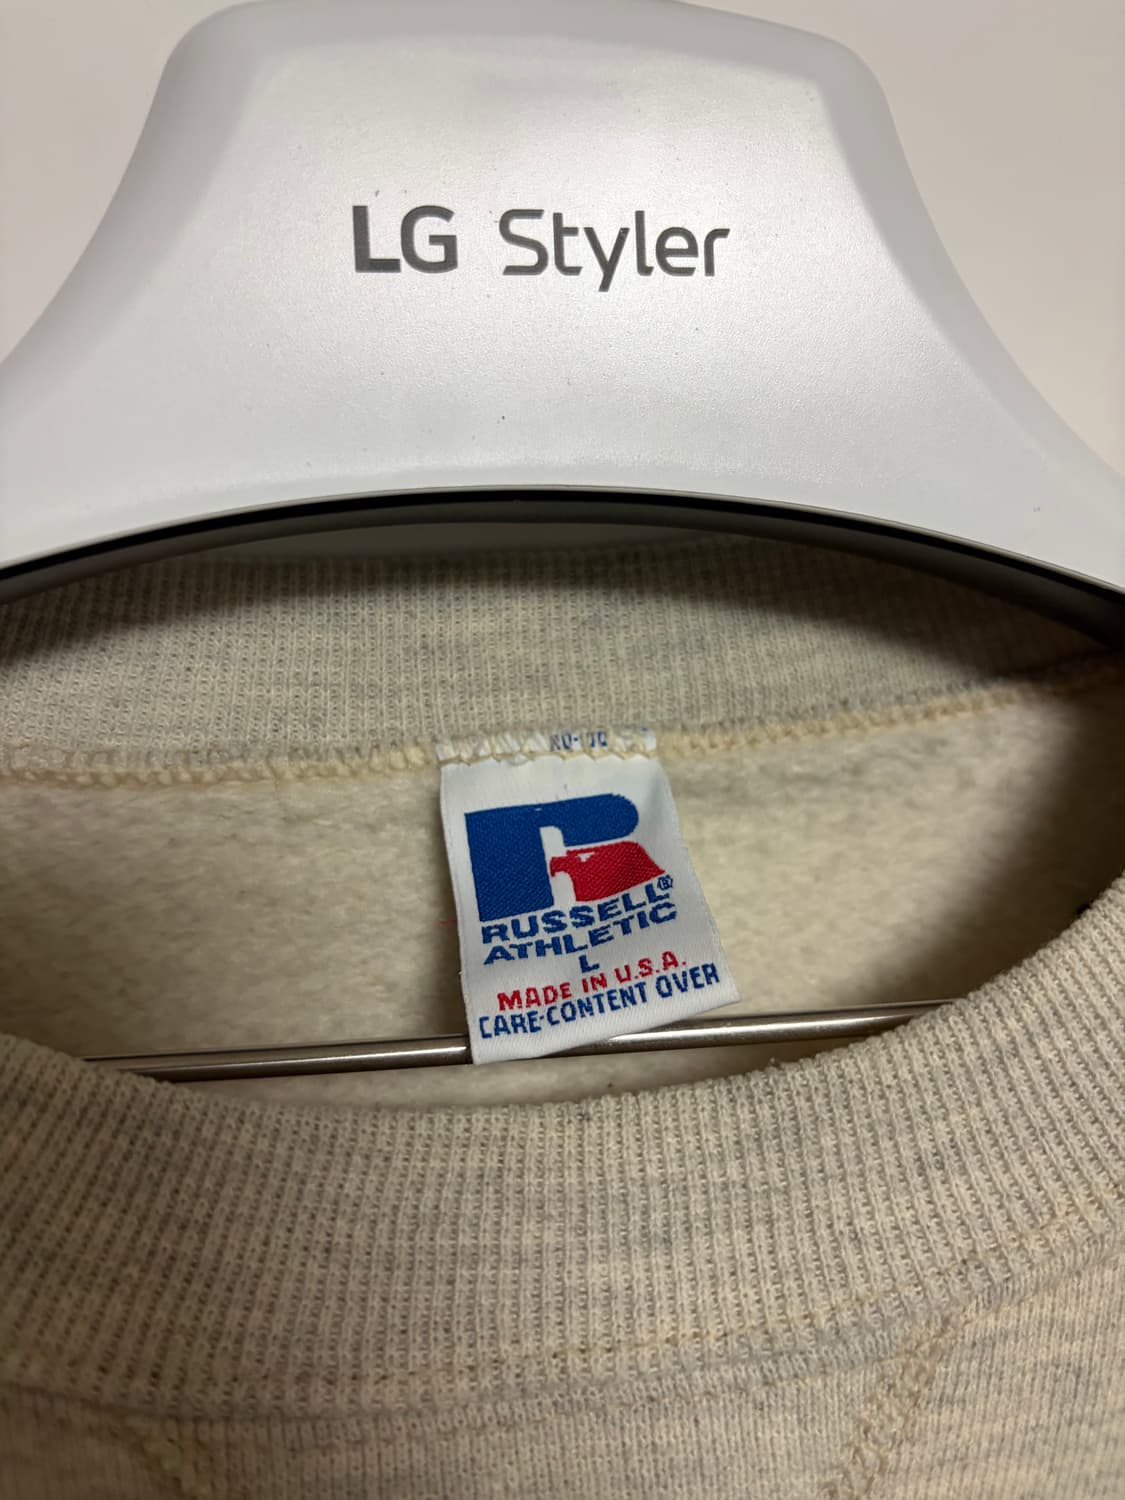 LG Styler
RUSSELL®
ATHLETIC
L
MADE IN U.S.A.
CARE-CONTENT OVER